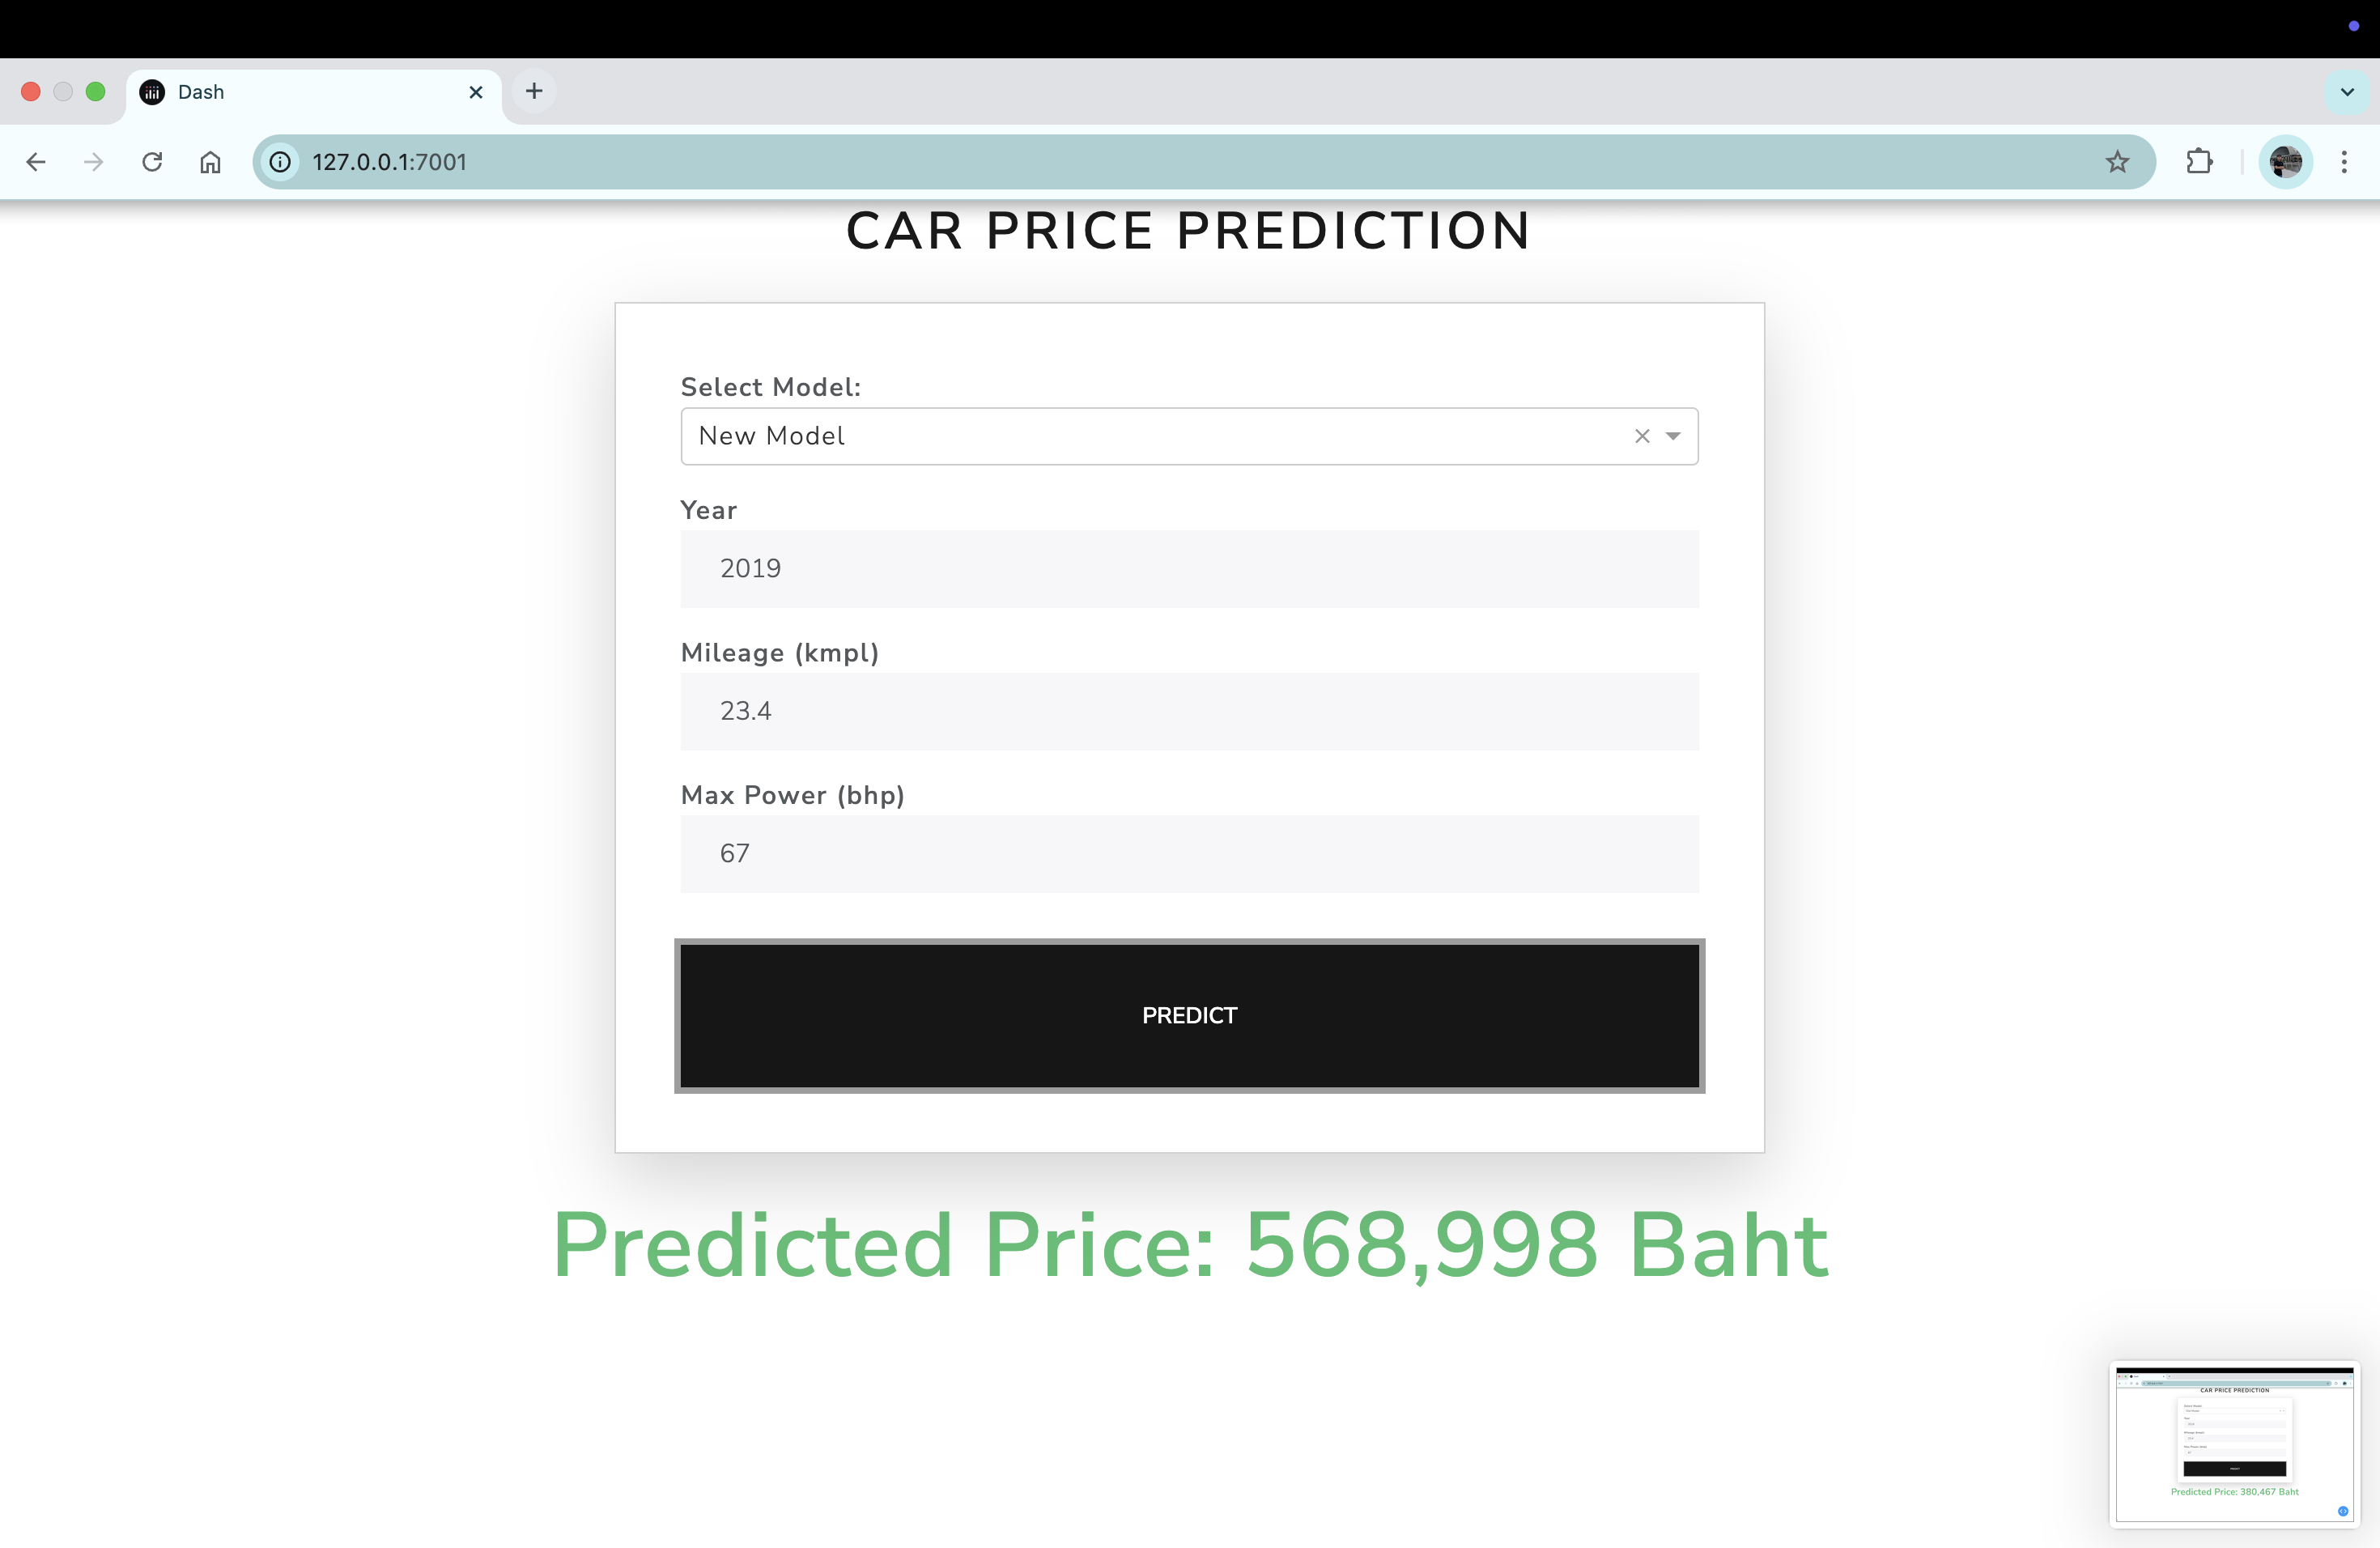 Dash
127.0.0.1:7001
CAR PRICE PREDICTION
Select Model:
New Model
Year
2019
Mileage (kmpl)
23.4
Max Power (bhp)
67
PREDICT
Predicted Price: 568,998 Baht
CAR PRICE PREDICTION
Predicted Price: 380,467 Baht